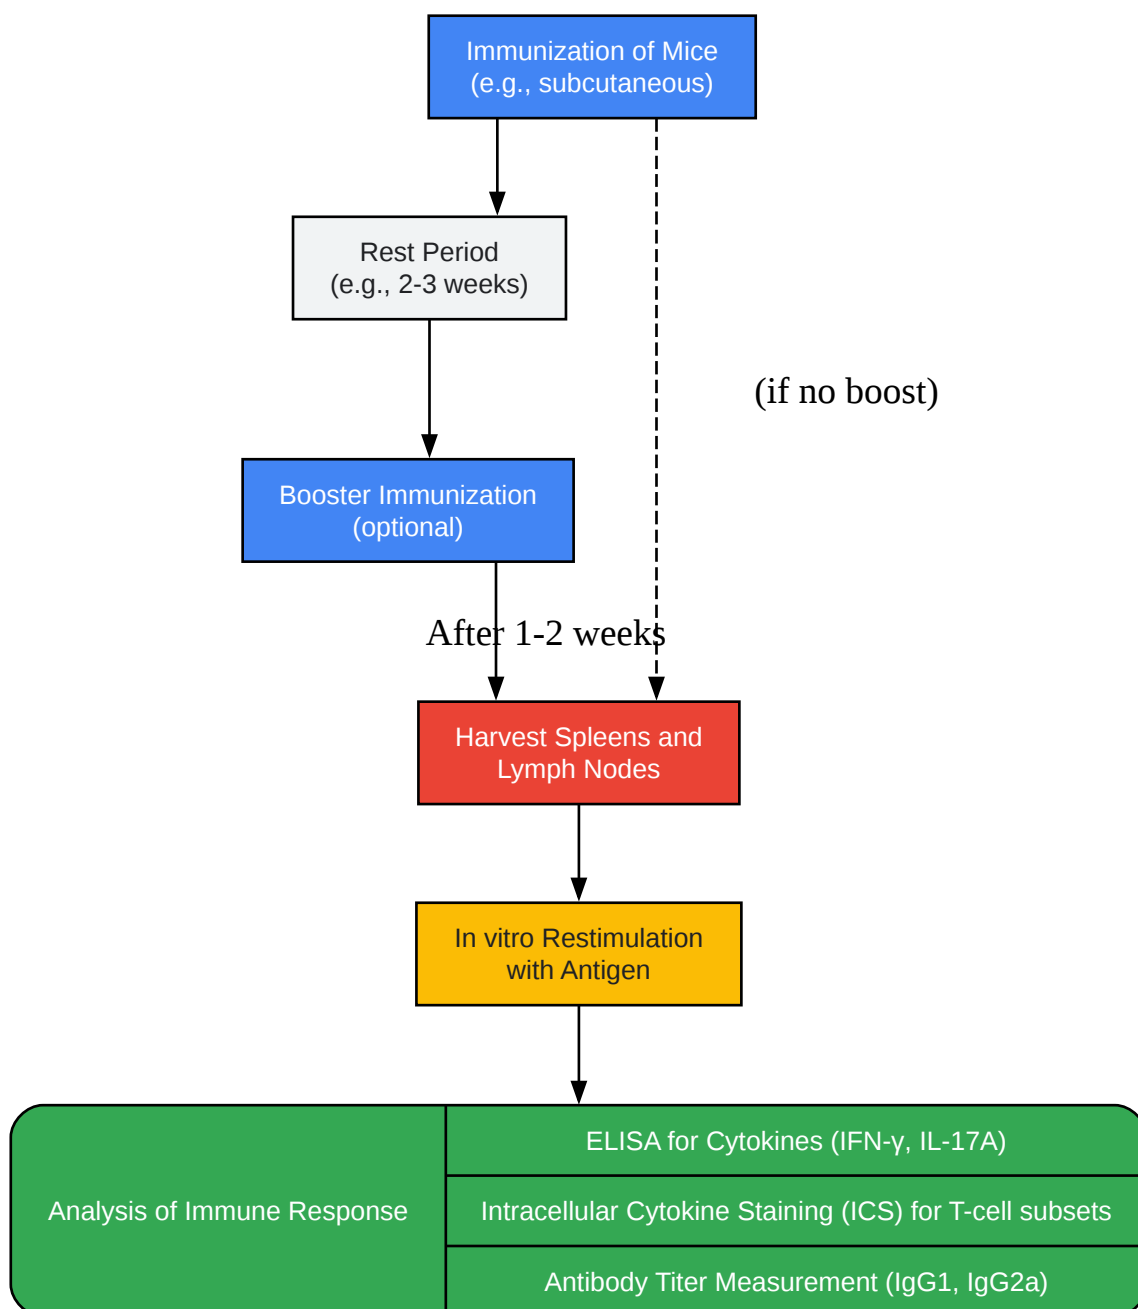 Immunization of Mice
(e.g., subcutaneous)
Rest Period
(e.g., 2-3 weeks)
(if no boost)
Booster Immunization
(optional)
After 1-2 weeks
Harvest Spleens and
Lymph Nodes
In vitro Restimulation
with Antigen
Analysis of Immune Response
ELISA for Cytokines (IFN-γ, IL-17A)
Intracellular Cytokine Staining (ICS) for T-cell subsets
Antibody Titer Measurement (IgG1, IgG2a)